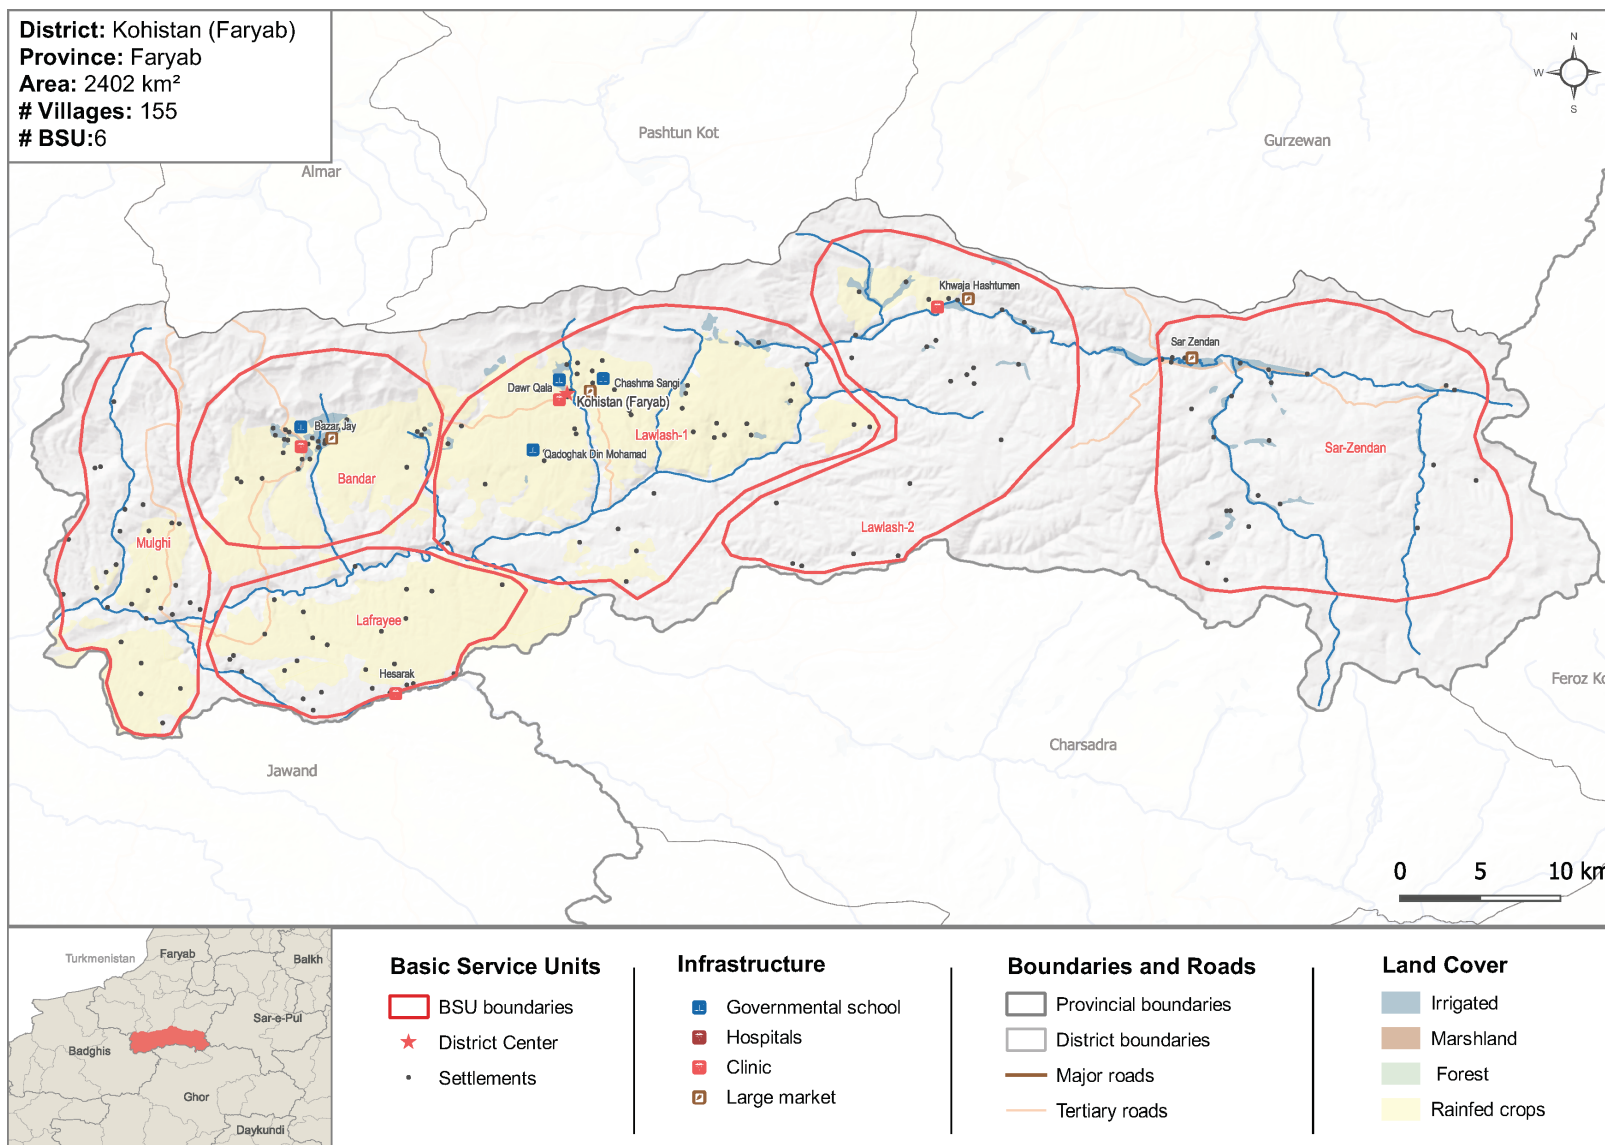 District: Kohistan (Faryab)
Province: Faryab
Area: 2402 km²
# Villages: 155
# BSU:6
N
W
S
Pashtun Kot
Gurzewan
Almar
Khwaja Hashtumen
Sar Zendan
Dawr Qala
Chashma Sangi
Kohistan (Faryab)
Bazar Jay
Lawlash-1
Qadoghak Din Mohamad
Sar-Zendan
Bandar
Lawlash-2
Mulghi
Lafrayee
Hesarak
Feroz Ko
Charsadra
Jawand
0 5 10 km
Turkmenistan
Faryab
Balkh
Sar-e-Pul
Badghis
Ghor
Daykundi
Basic Service Units
BSU boundaries
District Center
Settlements
Infrastructure
Governmental school
Hospitals
Clinic
Large market
Boundaries and Roads
Provincial boundaries
District boundaries
Major roads
Tertiary roads
Land Cover
Irrigated
Marshland
Forest
Rainfed crops